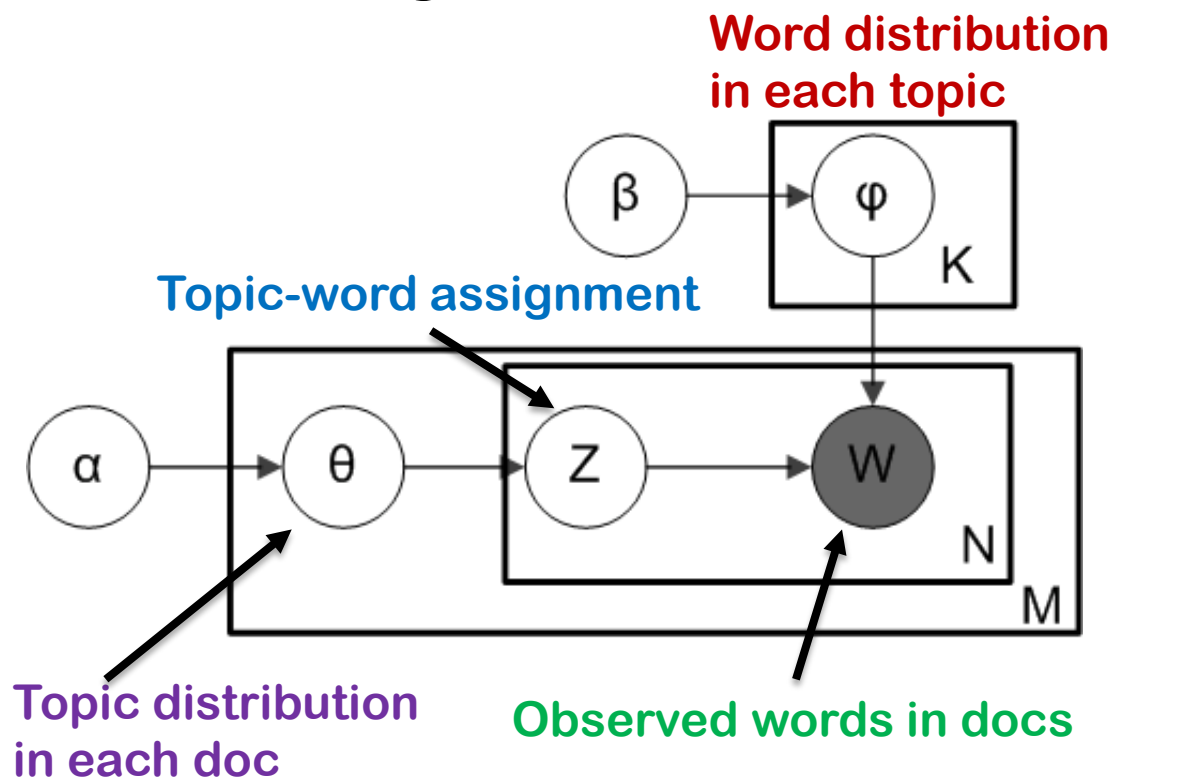 Word distribution
in each topic
β
φ
K
Topic-word assignment
α
θ
Z
W
N
M
Topic distribution
in each doc
Observed words in docs